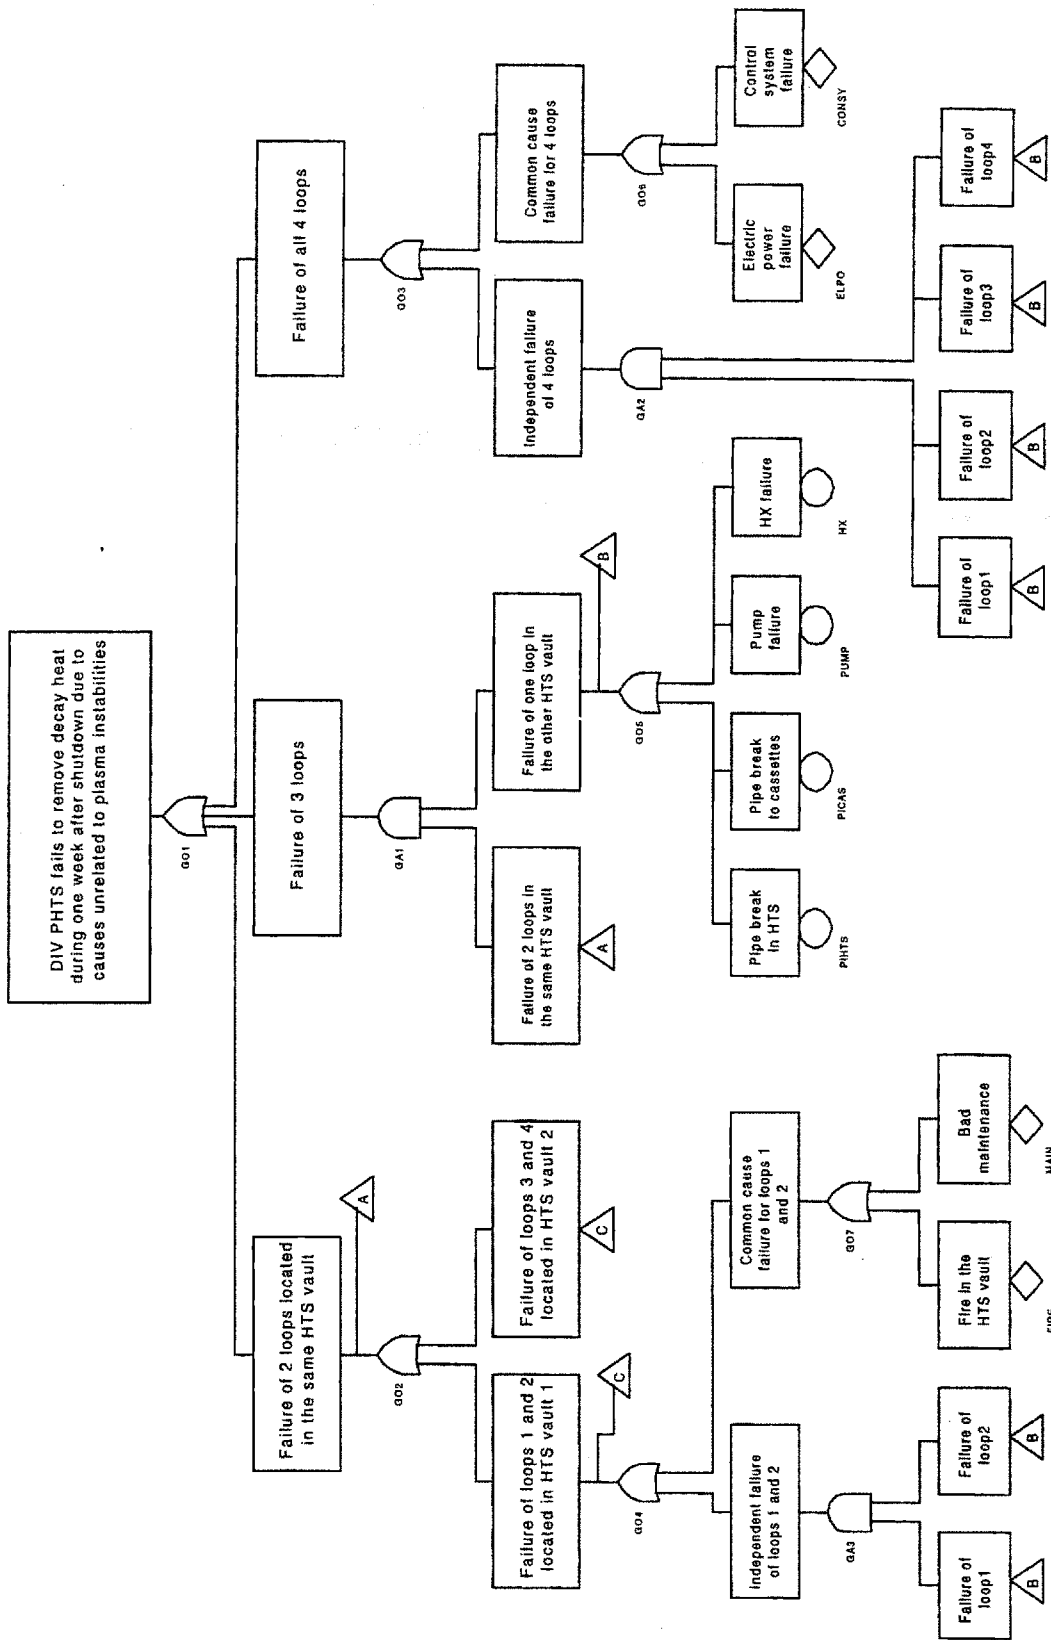 DIV PHTS fails to remove decay heat
during one week after shutdown due to
causes unrelated to plasma instabilities
GO1
Failure of 2 loops located
in the same HTS vault
A
Failure of 3 loops
Failure of all 4 loops
GO2
GA1
GO3
Failure of loops 1 and 2
located in HTS vault 1
C
Failure of loops 3 and 4
located in HTS vault 2
C
Failure of 2 loops in
the same HTS vault
A
Failure of one loop in
the other HTS vault
B
Independent failure
of 4 loops
Common cause
failure for 4 loops
GO4
GO5
GA2
GO6
Independent failure
of loops 1 and 2
Common cause
failure for loops 1
and 2
Pipe break
in HTS
PIHTS
Pipe break
to cassettes
PICAS
Pump
failure
PUMP
HX failure
HX
Electric
power
failure
ELPO
Control
system
failure
CONSY
GA3
GO7
Failure of
loop1
B
Failure of
loop2
B
Fire in the
HTS vault
FIRE
Bad
maintenance
MAIN
Failure of
loop1
B
Failure of
loop2
B
Failure of
loop3
B
Failure of
loop4
B